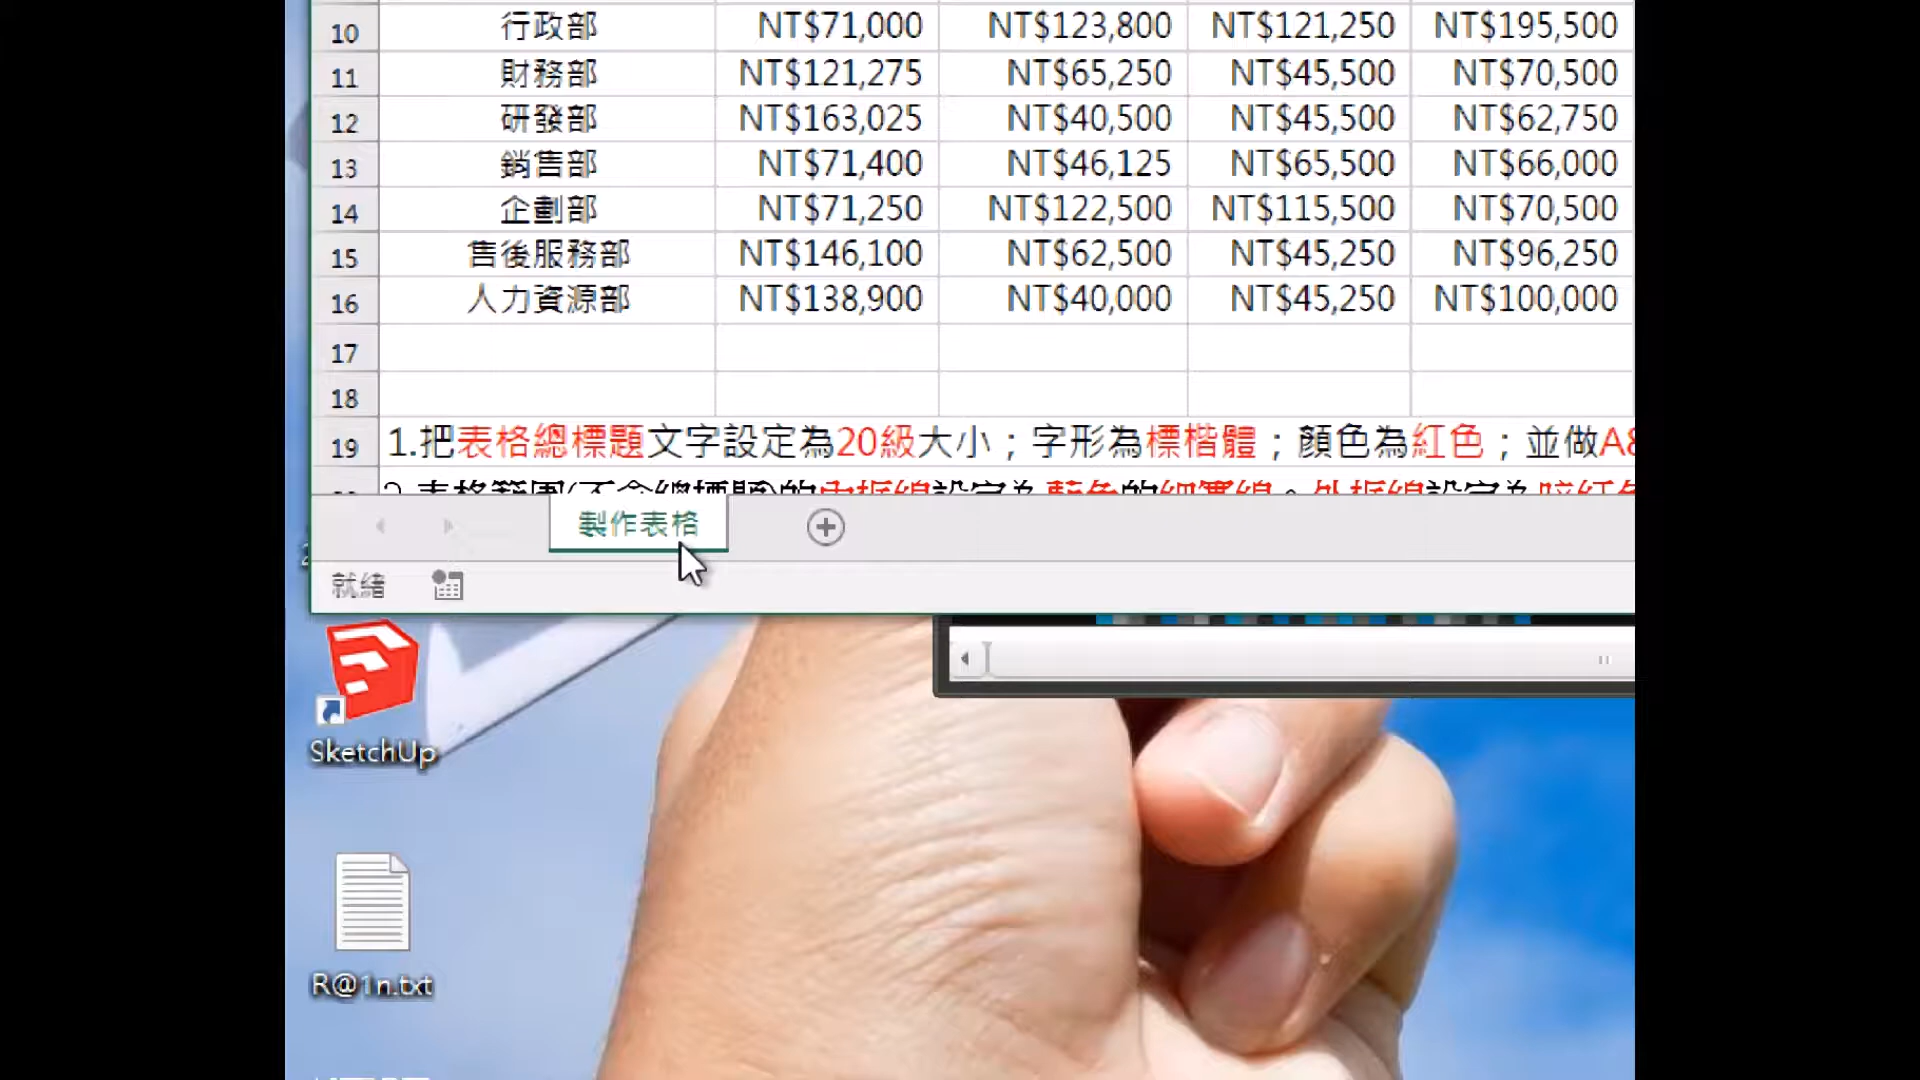 10 行政部 NT$71,000 NT$123,800 NT$121,250 NT$195,500
11 財務部 NT$121,275 NT$65,250 NT$45,500 NT$70,500
12 研發部 NT$163,025 NT$40,500 NT$45,500 NT$62,750
13 銷售部 NT$71,400 NT$46,125 NT$65,500 NT$66,000
14 企劃部 NT$71,250 NT$122,500 NT$115,500 NT$70,500
15 售後服務部 NT$146,100 NT$62,500 NT$45,250 NT$96,250
16 人力資源部 NT$138,900 NT$40,000 NT$45,250 NT$100,000
17
18
19 1.把表格總標題文字設定為20級大小；字形為標楷體；顏色為紅色；並做A8
製作表格
就緒
SketchUp
R@1n.txt